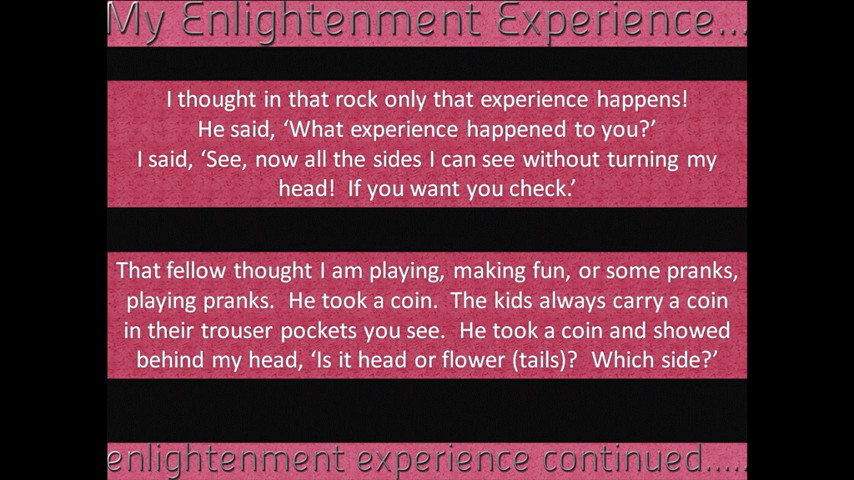 My Enlightenment Experience...
I thought in that rock only that experience happens!
He said, ‘What experience happened to you?’
I said, ‘See, now all the sides I can see without turning my
head!  If you want you check.’
That fellow thought I am playing, making fun, or some pranks,
playing pranks.  He took a coin.  The kids always carry a coin
in their trouser pockets you see.  He took a coin and showed
behind my head, ‘Is it head or flower (tails)?  Which side?’
enlightenment experience continued.....